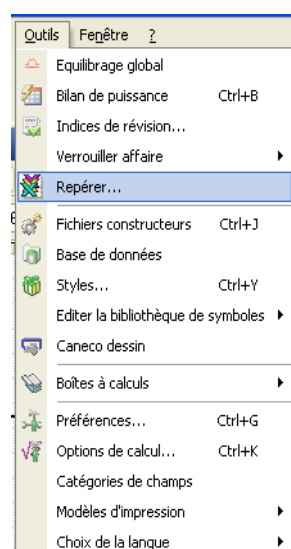 Outils Fenêtre ?
Equilibrage global
Bilan de puissance Ctrl+B
Indices de révision...
Verrouiller affaire
Repérer...
Fichiers constructeurs Ctrl+J
Base de données
Styles... Ctrl+Y
Editer la bibliothèque de symboles
Caneco dessin
Boîtes à calculs
Préférences... Ctrl+G
Options de calcul... Ctrl+K
Catégories de champs
Modèles d'impression
Choix de la langue